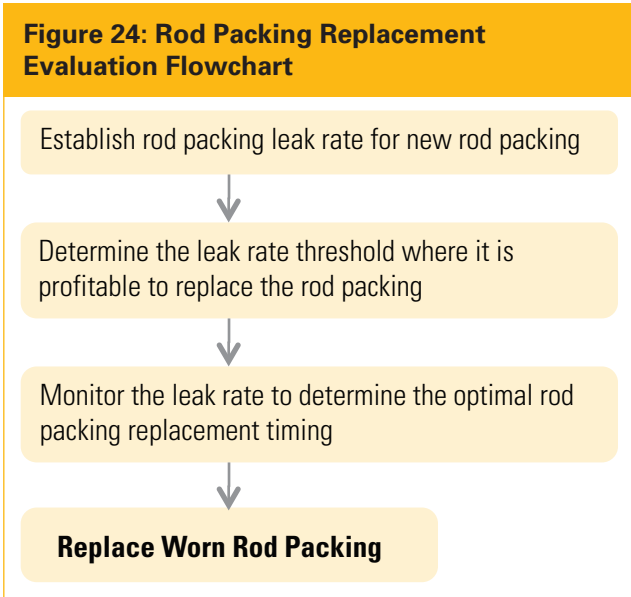 Figure 24: Rod Packing Replacement
Evaluation Flowchart
Establish rod packing leak rate for new rod packing
Determine the leak rate threshold where it is
profitable to replace the rod packing
Monitor the leak rate to determine the optimal rod
packing replacement timing
Replace Worn Rod Packing